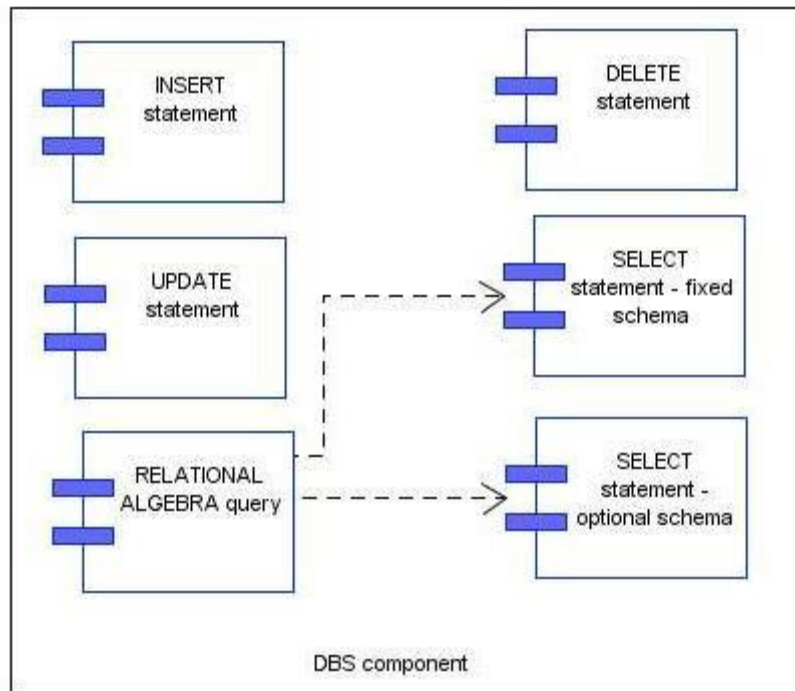 INSERT
statement
DELETE
statement
UPDATE
statement
SELECT
statement - fixed
schema
RELATIONAL
ALGEBRA query
SELECT
statement -
optional schema
DBS component